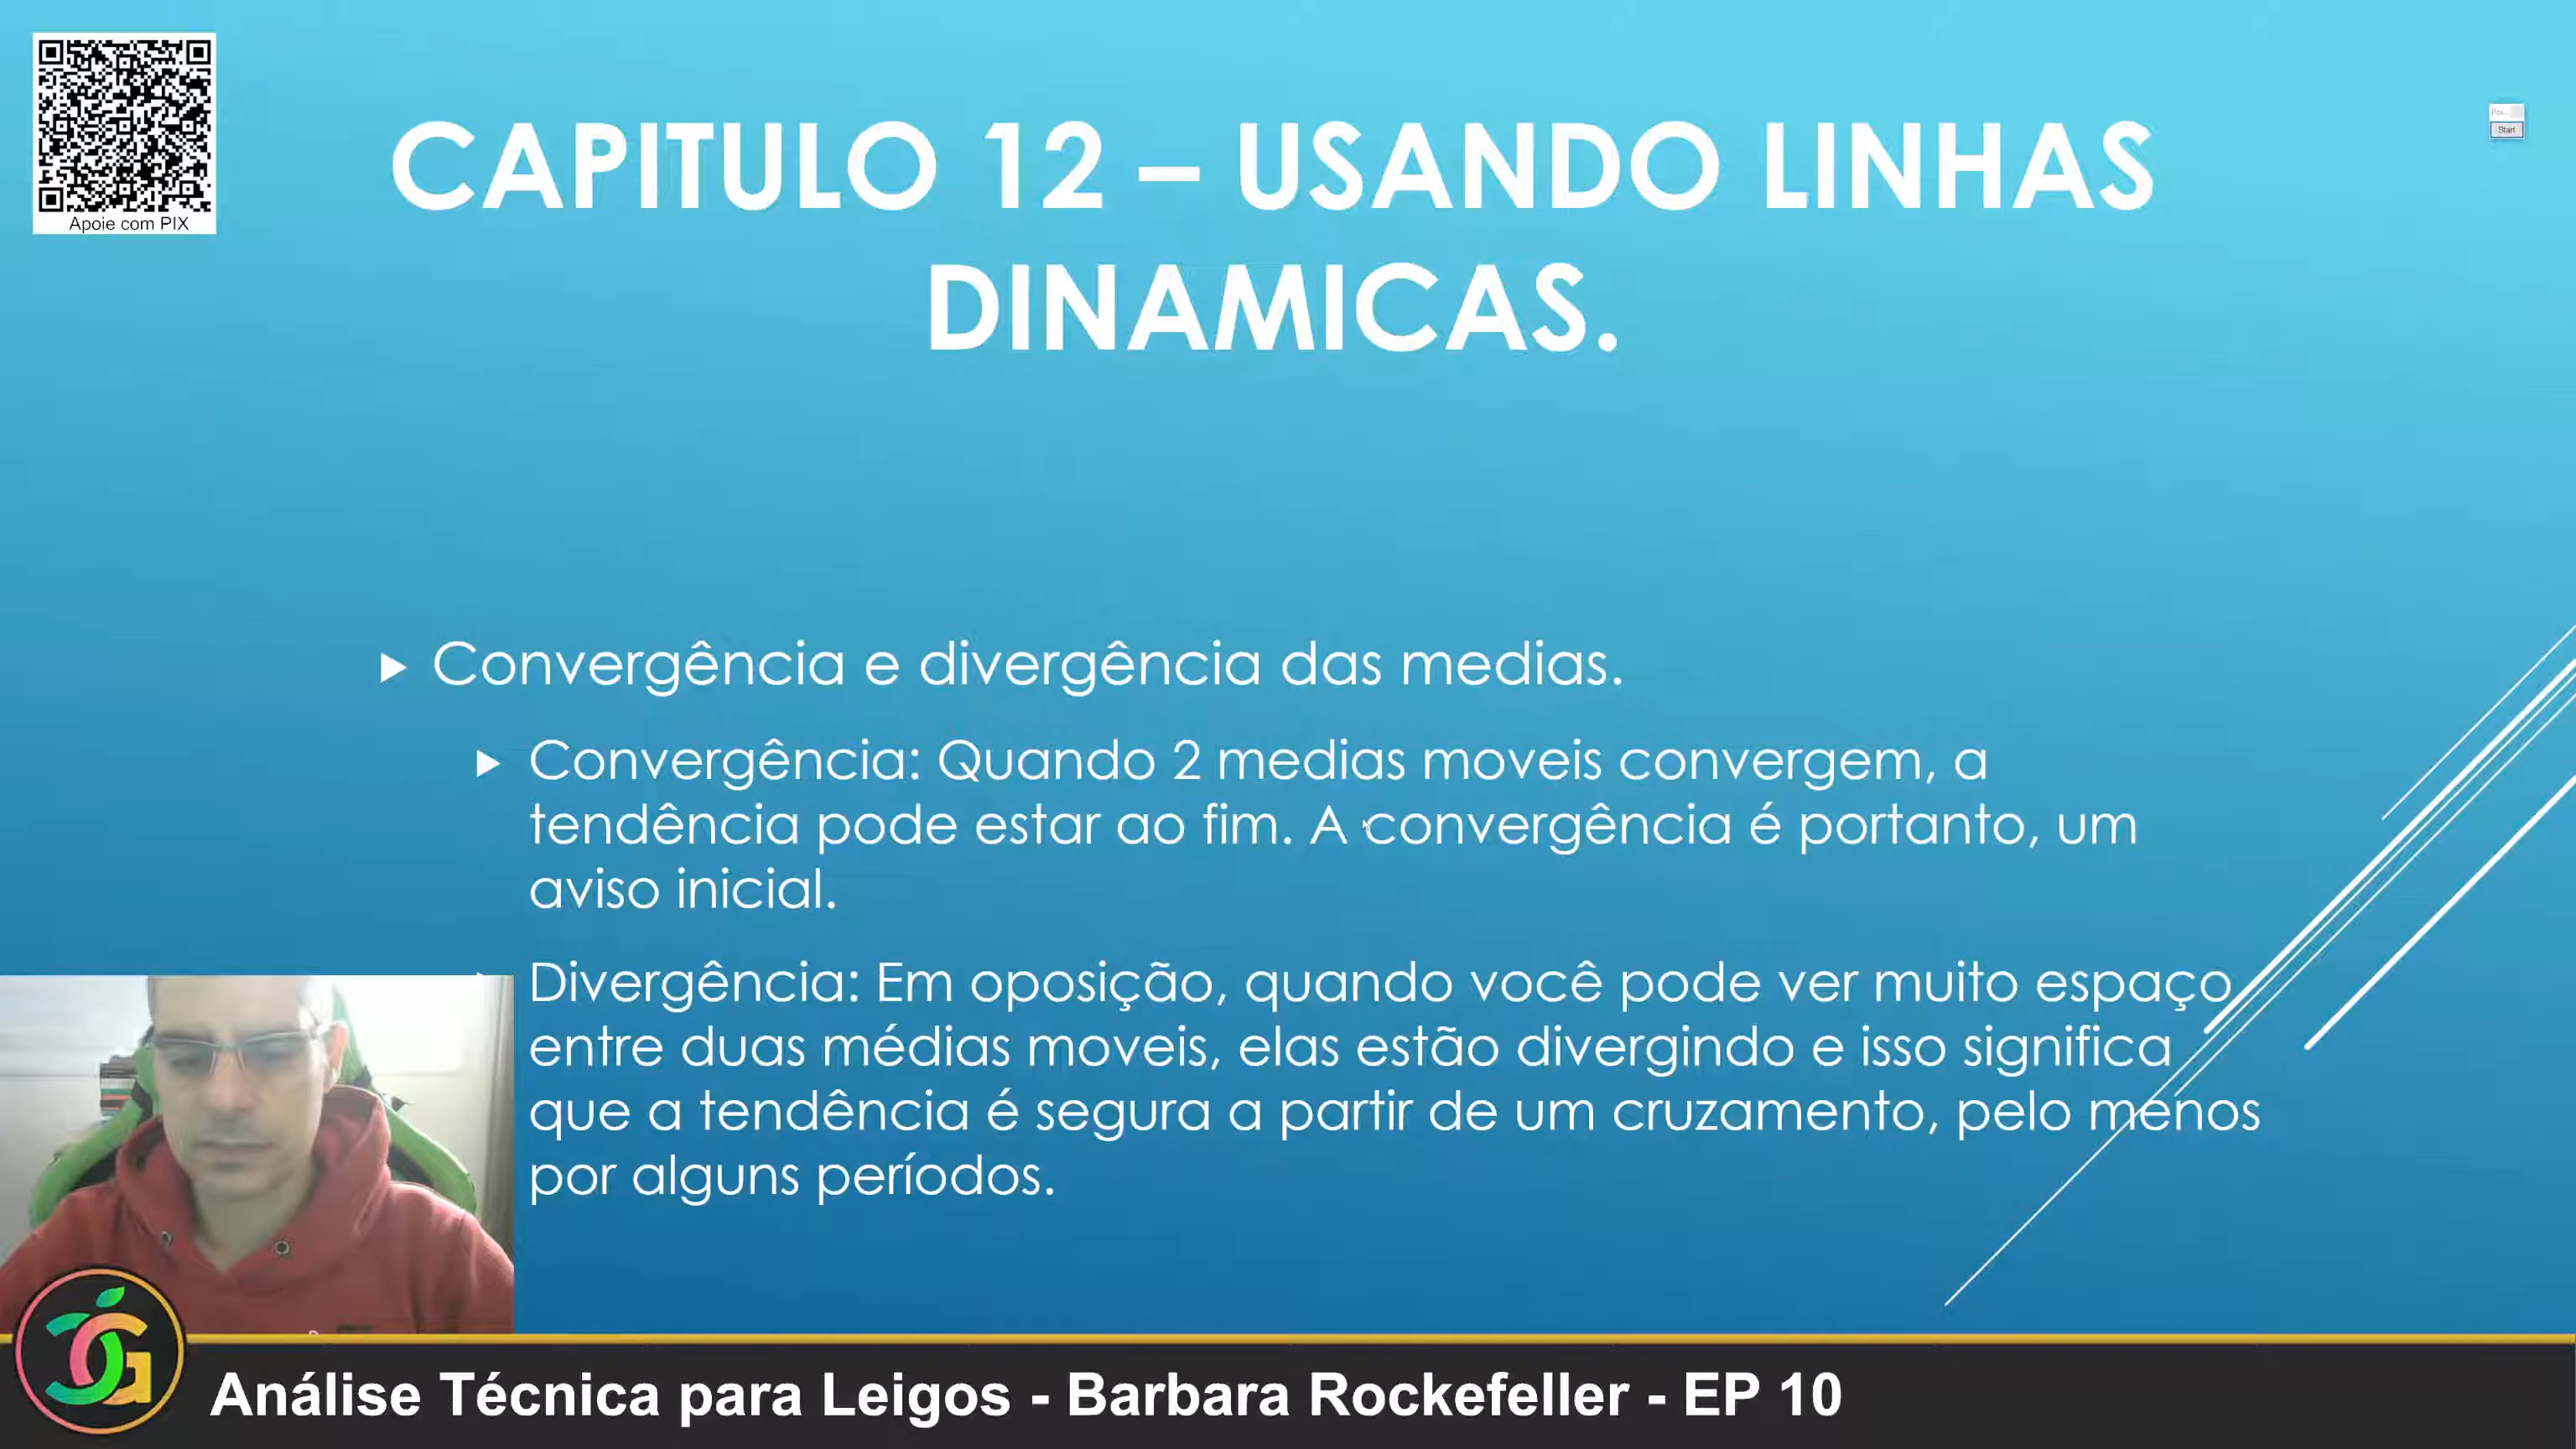 Apoie com PIX
Start
CAPITULO 12 – USANDO LINHAS
DINAMICAS.
Convergência e divergência das medias.
Convergência: Quando 2 medias moveis convergem, a
tendência pode estar ao fim. A convergência é portanto, um
aviso inicial.
Divergência: Em oposição, quando você pode ver muito espaço
entre duas médias moveis, elas estão divergindo e isso significa
que a tendência é segura a partir de um cruzamento, pelo menos
por alguns períodos.
Análise Técnica para Leigos - Barbara Rockefeller - EP 10